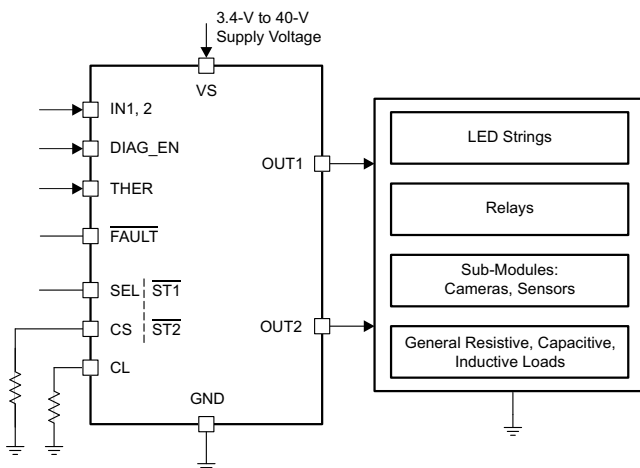 3.4-V to 40-V
Supply Voltage
VS
IN1, 2
DIAG_EN
THER
FAULT
SEL ST1
CS ST2
CL
GND
OUT1
OUT2
LED Strings
Relays
Sub-Modules:
Cameras, Sensors
General Resistive, Capacitive,
Inductive Loads